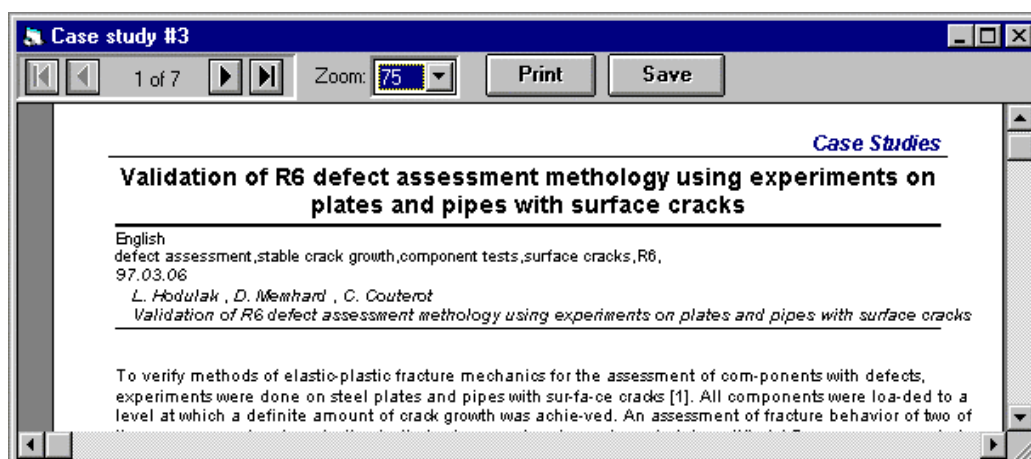 Case study #3
1 of 7 Zoom: 75 Print Save
Case Studies
Validation of R6 defect assessment methology using experiments on
plates and pipes with surface cracks
English
defect assessment,stable crack growth,component tests,surface cracks,R6,
97.03.06
L. Hodulak , D. Memhard , C. Couterot
Validation of R6 defect assessment methology using experiments on plates and pipes with surface cracks
To verify methods of elastic-plastic fracture mechanics for the assessment of com-ponents with defects,
experiments were done on steel plates and pipes with sur-fa-ce cracks [1]. All components were loa-ded to a
level at which a definite amount of crack growth was achie-ved. An assessment of fracture behavior of two of